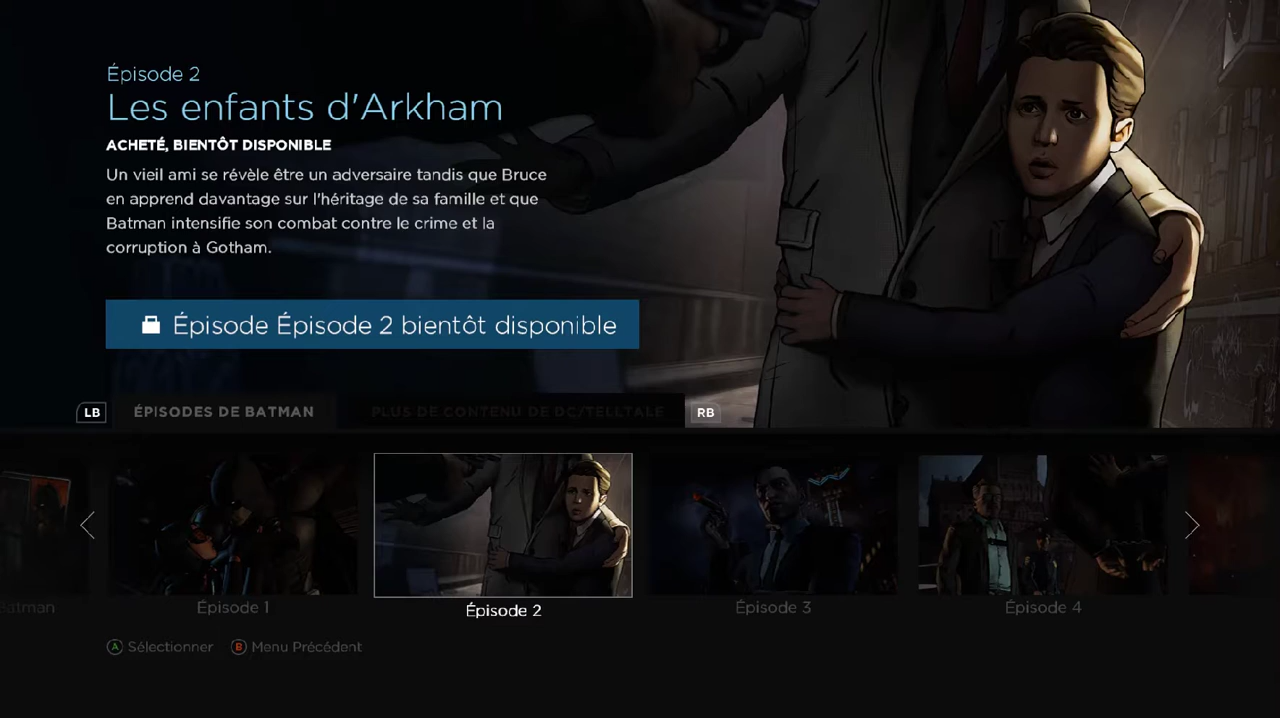 Épisode 2
Les enfants d'Arkham
ACHETÉ, BIENTÔT DISPONIBLE
Un vieil ami se révèle être un adversaire tandis que Bruce
en apprend davantage sur l'héritage de sa famille et que
Batman intensifie son combat contre le crime et la
corruption à Gotham.
Épisode Épisode 2 bientôt disponible
LB ÉPISODES DE BATMAN PLUS DE CONTENU DE DC/TELLTALE RB
Batman Épisode 1 Épisode 2 Épisode 3 Épisode 4
A Sélectionner B Menu Précédent